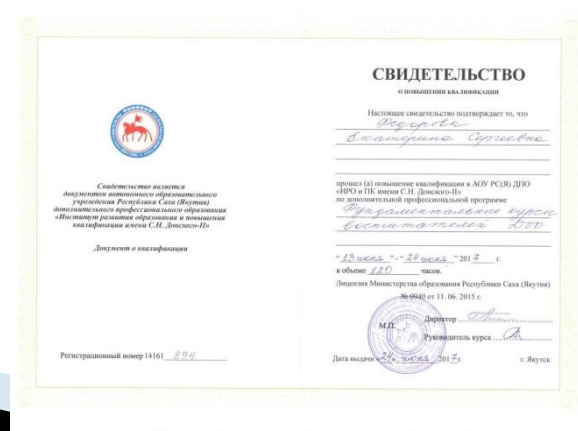 Свидетельство является
документом автономного образовательного
учреждения Республики Саха (Якутия)
дополнительного профессионального образования
«Институт развития образования и повышения
квалификации имени С.Н. Донского-II»
Документ о квалификации
Регистрационный номер 14161 294
СВИДЕТЕЛЬСТВО
О ПОВЫШЕНИИ КВАЛИФИКАЦИИ
Настоящее свидетельство подтверждает то, что
Федорова
Екатерина Сергеевна
прошел (а) повышение квалификации в АОУ РС(Я) ДПО
«ИРО и ПК имени С.Н. Донского-II»
по дополнительной профессиональной программе
Фундаментальные курсы
воспитателей ДОО
"13 июня "-" 24 июня " 2017 г.
в объеме 120 часов.
Лицензия Министерства образования Республики Саха (Якутия)
№ 0940 от 11. 06. 2015 г.
Директор
М.П.
Руководитель курса
Дата выдачи «24» июня 2017г. г. Якутск